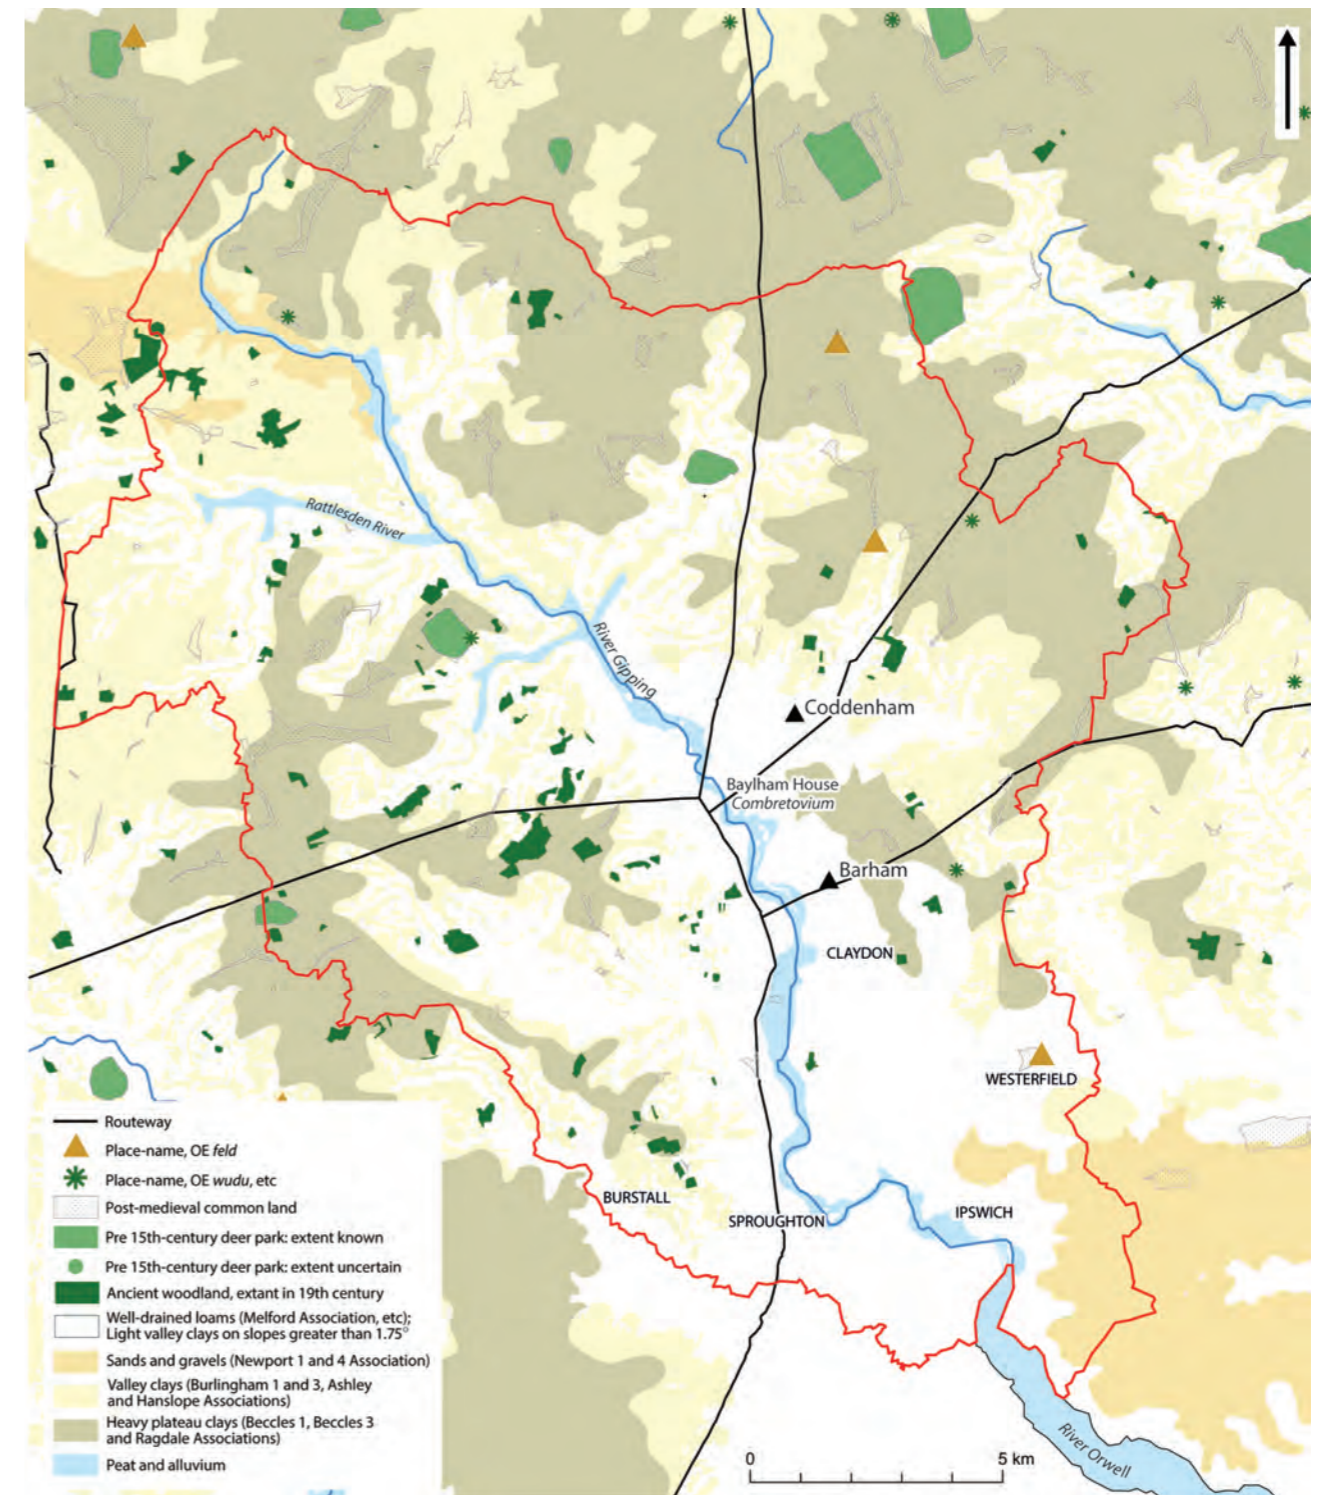 Rattlesden River
River Gipping
Coddenham
Baylham House
Combretovium
Barham
CLAYDON
WESTERFIELD
BURSTALL
SPROUGHTON
IPSWICH
River Orwell
Routeway
Place-name, OE feld
Place-name, OE wudu, etc
Post-medieval common land
Pre 15th-century deer park: extent known
Pre 15th-century deer park: extent uncertain
Ancient woodland, extant in 19th century
Well-drained loams (Melford Association, etc);
Light valley clays on slopes greater than 1.75°
Sands and gravels (Newport 1 and 4 Association)
Valley clays (Burlingham 1 and 3, Ashley
and Hanslope Associations)
Heavy plateau clays (Beccles 1, Beccles 3
and Ragdale Associations)
Peat and alluvium
0 5 km